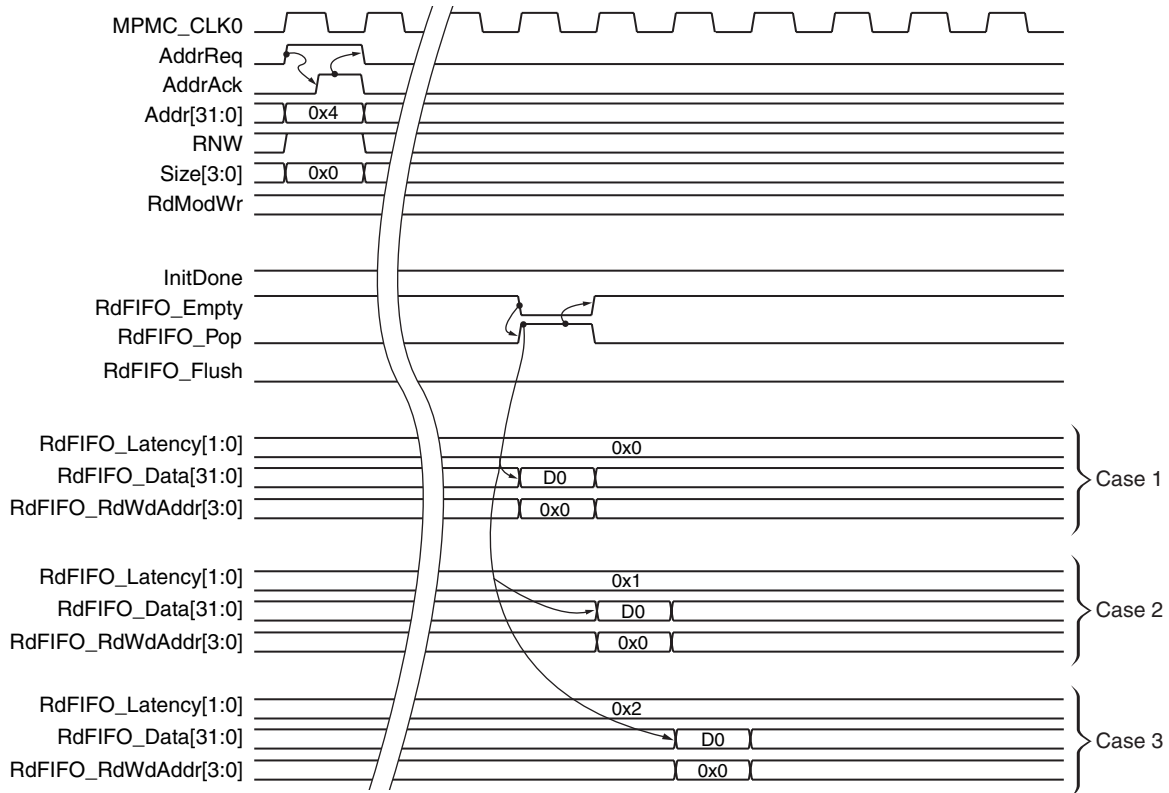 MPMC_CLK0
AddrReq
AddrAck
Addr[31:0] 0x4
RNW
Size[3:0] 0x0
RdModWr
InitDone
RdFIFO_Empty
RdFIFO_Pop
RdFIFO_Flush
RdFIFO_Latency[1:0] 0x0
RdFIFO_Data[31:0] D0 Case 1
RdFIFO_RdWdAddr[3:0] 0x0
RdFIFO_Latency[1:0] 0x1
RdFIFO_Data[31:0] D0 Case 2
RdFIFO_RdWdAddr[3:0] 0x0
RdFIFO_Latency[1:0] 0x2
RdFIFO_Data[31:0] D0 Case 3
RdFIFO_RdWdAddr[3:0] 0x0